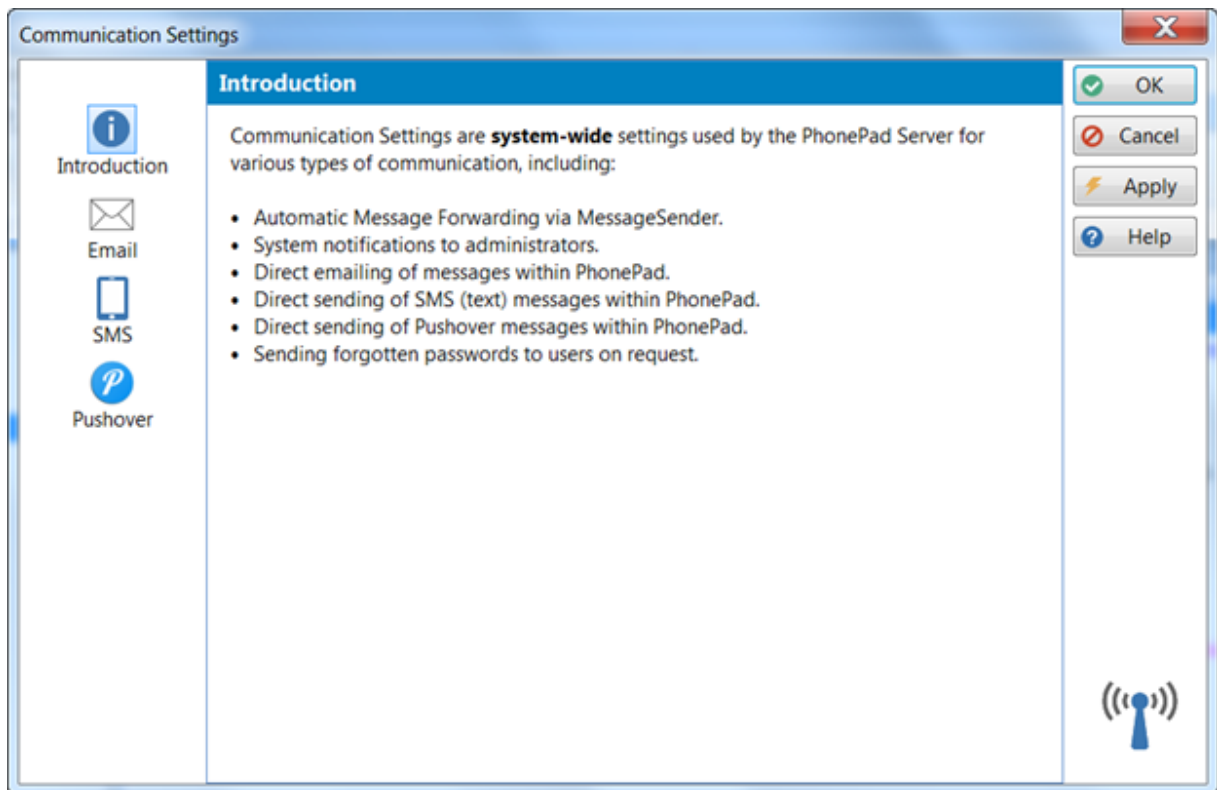 Communication Settings
Introduction
Email
SMS
Pushover
Introduction
Communication Settings are system-wide settings used by the PhonePad Server for
various types of communication, including:
• Automatic Message Forwarding via MessageSender.
• System notifications to administrators.
• Direct emailing of messages within PhonePad.
• Direct sending of SMS (text) messages within PhonePad.
• Direct sending of Pushover messages within PhonePad.
• Sending forgotten passwords to users on request.
OK
Cancel
Apply
Help